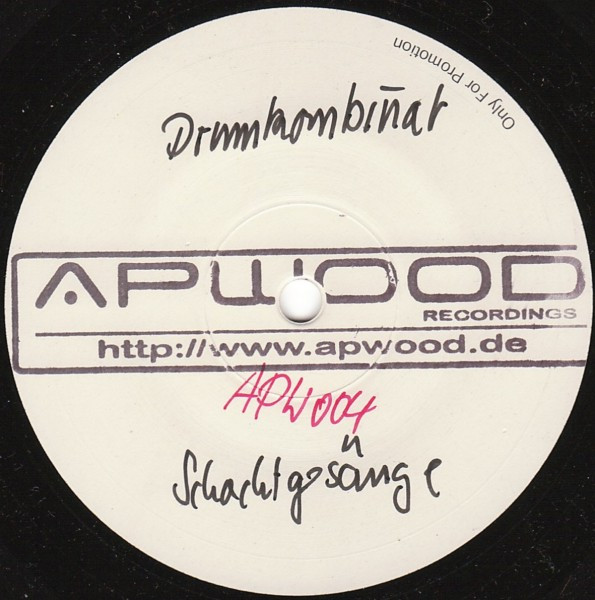 Only For Promotion
Drumkombinat
APWOOD
RECORDINGS
http://www.apwood.de
APW004
Schachtgesänge